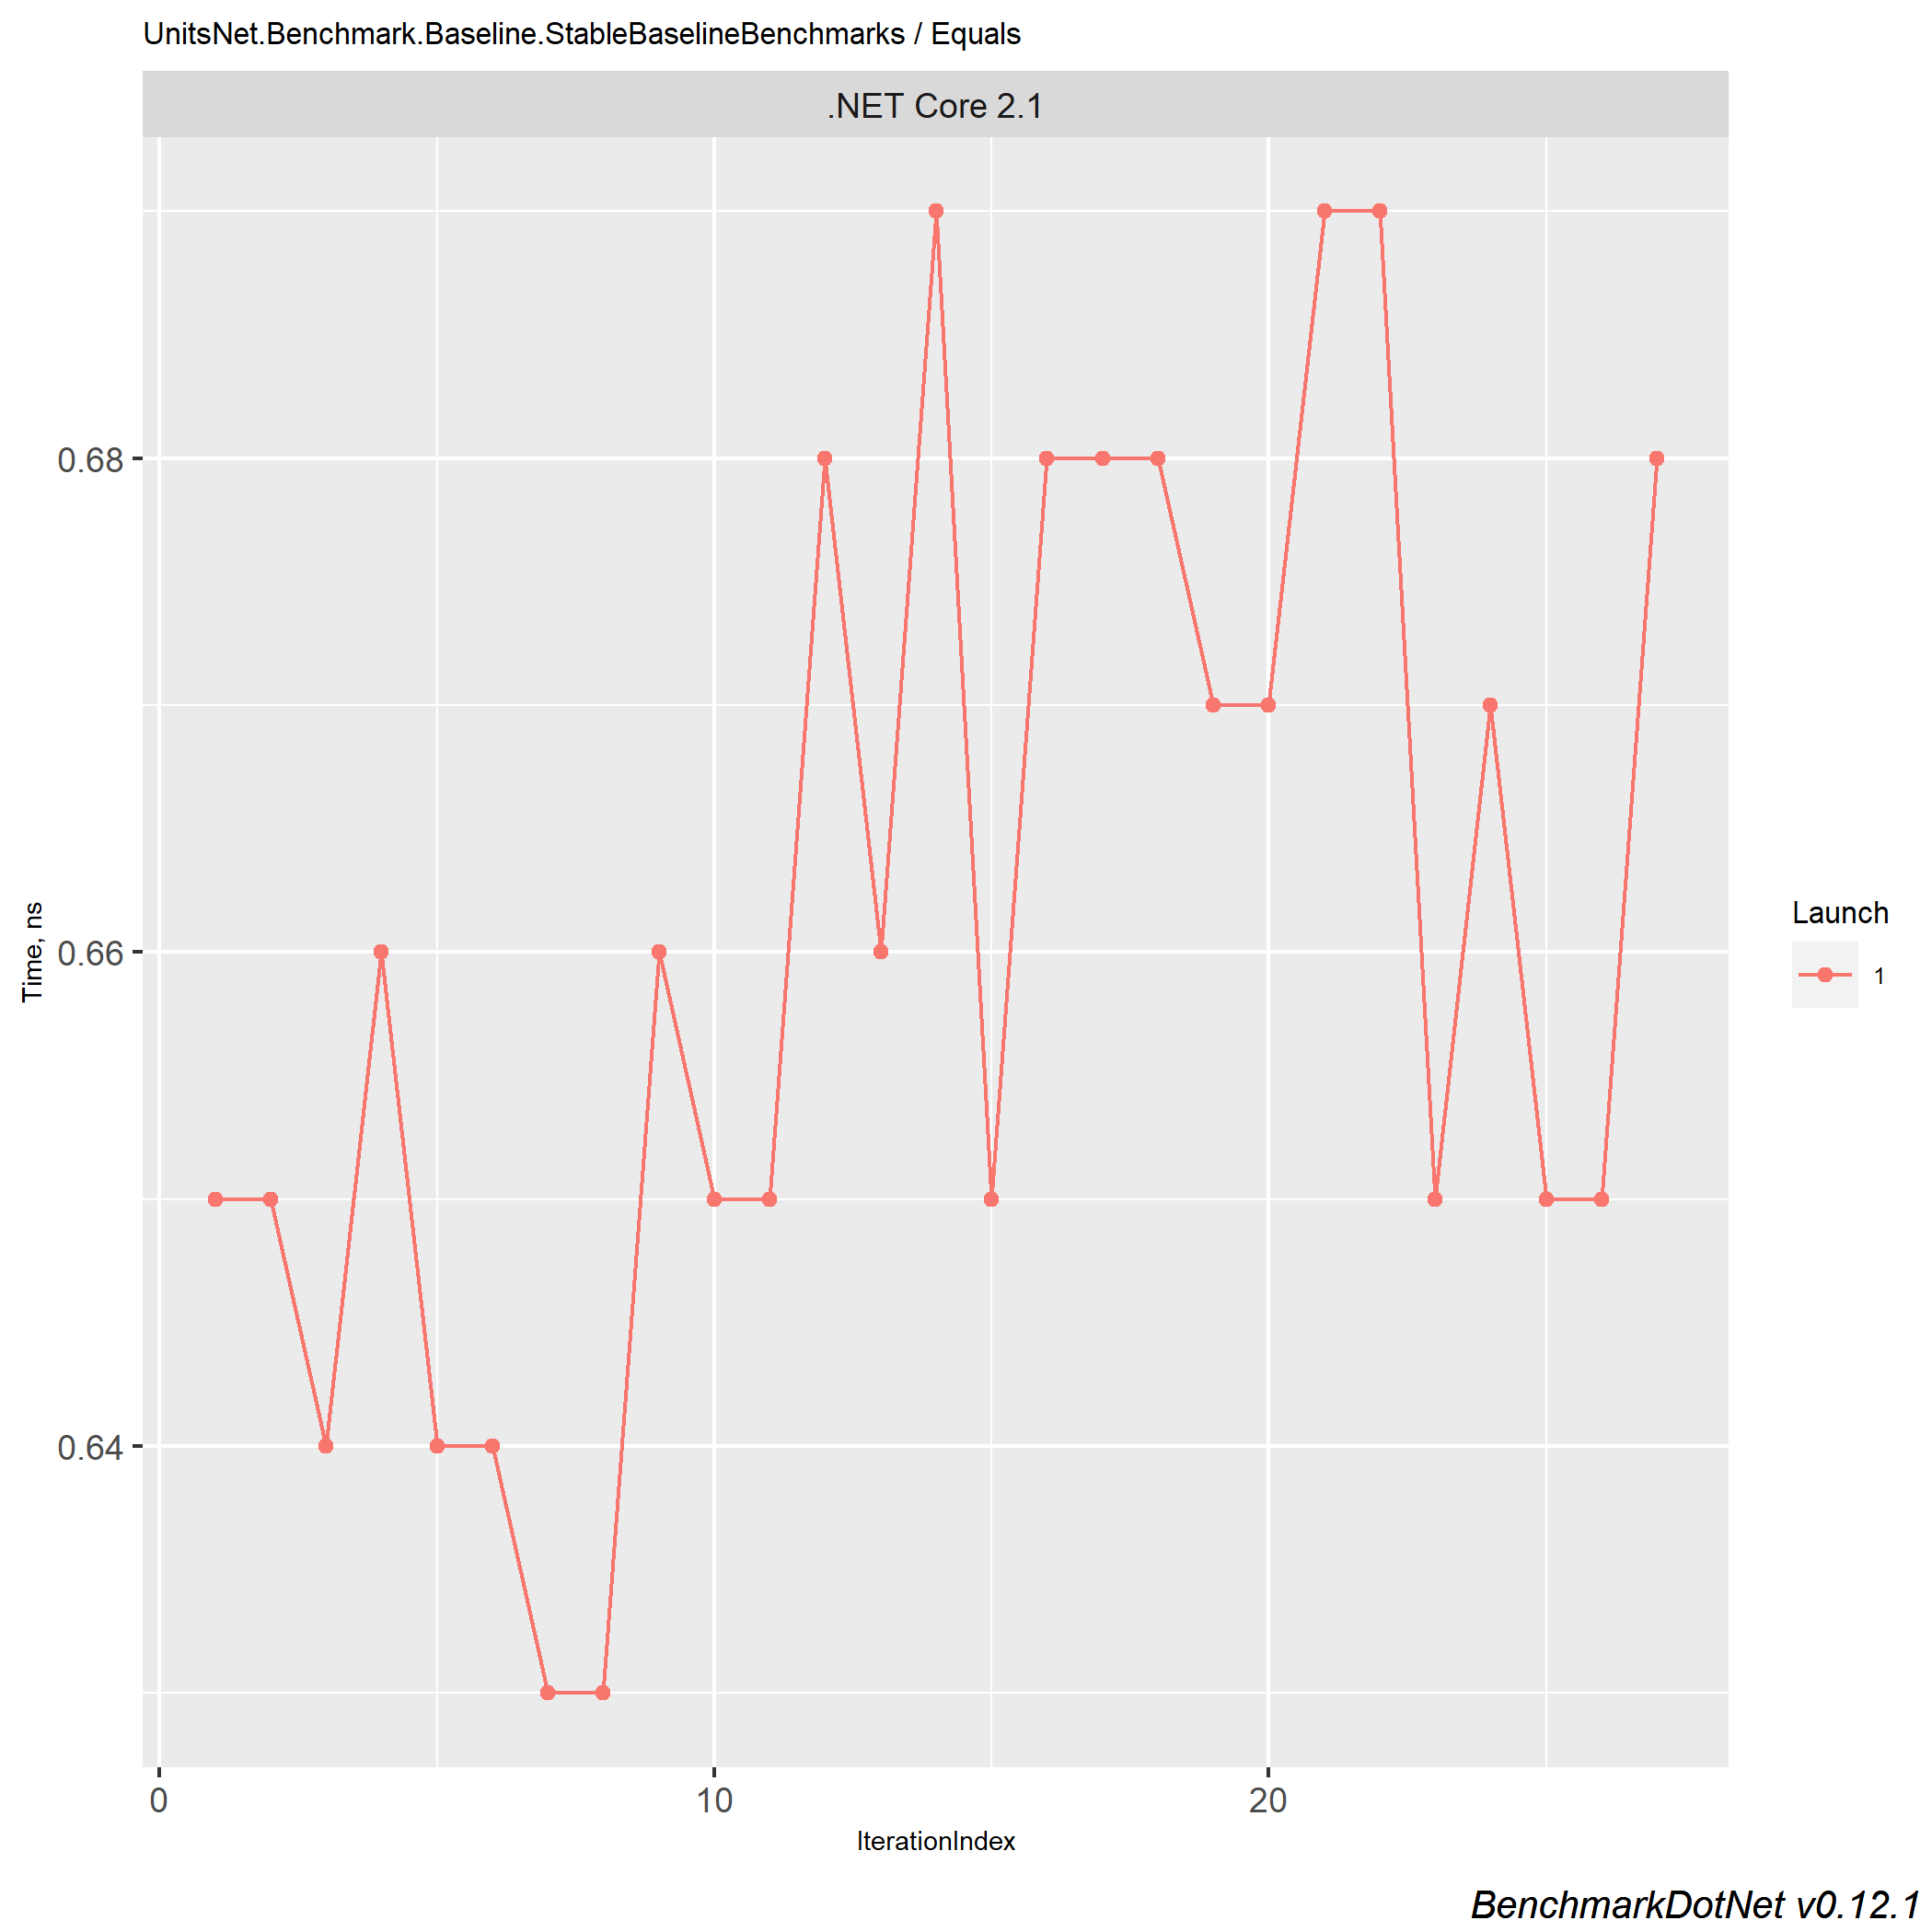 UnitsNet.Benchmark.Baseline.StableBaselineBenchmarks / Equals
.NET Core 2.1
0.68
0.66
0.64
Time, ns
0
10
20
IterationIndex
Launch
1
BenchmarkDotNet v0.12.1